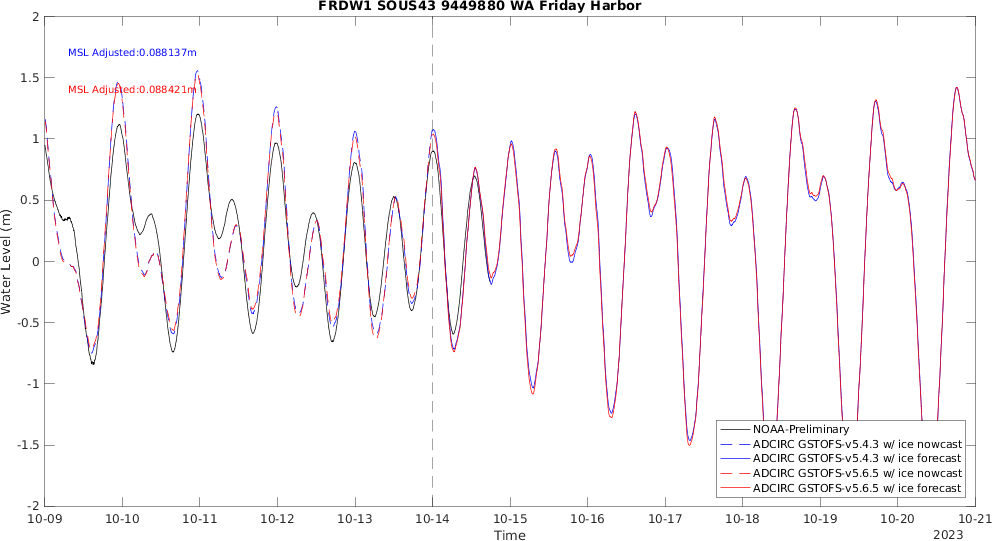 FRDW1 SOUS43 9449880 WA Friday Harbor
2
MSL Adjusted:0.088137m
1.5
MSL Adjusted:0.088421m
1
0.5
Water Level (m)
0
-0.5
-1
-1.5
-2
NOAA-Preliminary
ADCIRC GSTOFS-v5.4.3 w/ ice nowcast
ADCIRC GSTOFS-v5.4.3 w/ ice forecast
ADCIRC GSTOFS-v5.6.5 w/ ice nowcast
ADCIRC GSTOFS-v5.6.5 w/ ice forecast
10-09 10-10 10-11 10-12 10-13 10-14 10-15 10-16 10-17 10-18 10-19 10-20 10-21
Time
2023